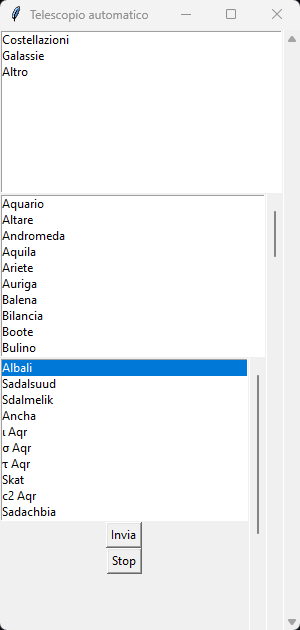 Telescopio automatico
Costellazioni
Galassie
Altro
Aquario
Altare
Andromeda
Aquila
Ariete
Auriga
Balena
Bilancia
Boote
Bulino
Albali
Sadalsuud
Sdalmelik
Ancha
ι Aqr
σ Aqr
τ Aqr
Skat
c2 Aqr
Sadachbia
Invia
Stop